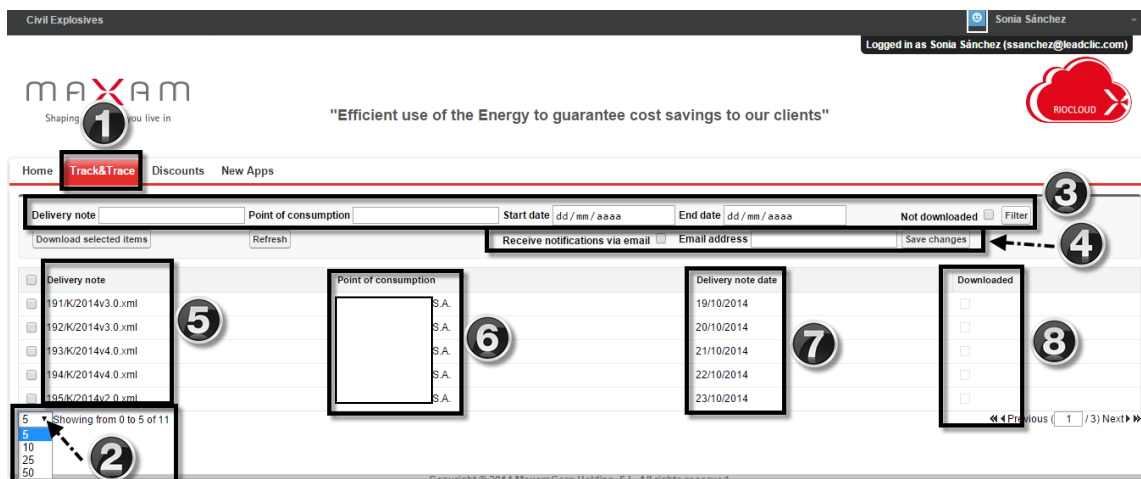 Civil Explosives Sonia Sánchez
Logged in as Sonia Sánchez (ssanchez@leadclic.com)
MAXAM
Shaping you live in
"Efficient use of the Energy to guarantee cost savings to our clients"
RIOCLOUD
1
Home Track&Trace Discounts New Apps
3
Delivery note Point of consumption Start date dd/mm/aaaa End date dd/mm/aaaa Not downloaded Filter
Download selected items Refresh Receive notifications via email Email address Save changes
4
Delivery note Point of consumption Delivery note date Downloaded
191/K/2014v3.0.xml S.A. 19/10/2014
192/K/2014v3.0.xml S.A. 20/10/2014
5 6 7 8
193/K/2014v4.0.xml S.A. 21/10/2014
194/K/2014v4.0.xml S.A. 22/10/2014
195/K/2014v2.0.xml S.A. 23/10/2014
5 Showing from 0 to 5 of 11 Previous ( 1 / 3) Next
5
10
25
50
2
Copyright © 2014 MaxamCorp Holding, S.L. All rights reserved